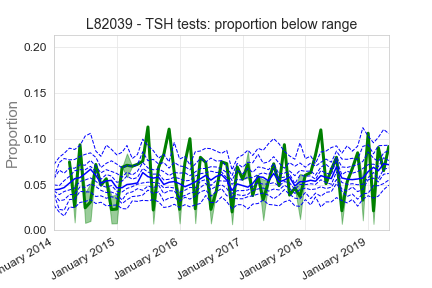 L82039 - TSH tests: proportion below range
Proportion
0.20
0.15
0.10
0.05
0.00
nuary 2014
January 2015
January 2016
January 2017
January 2018
January 2019